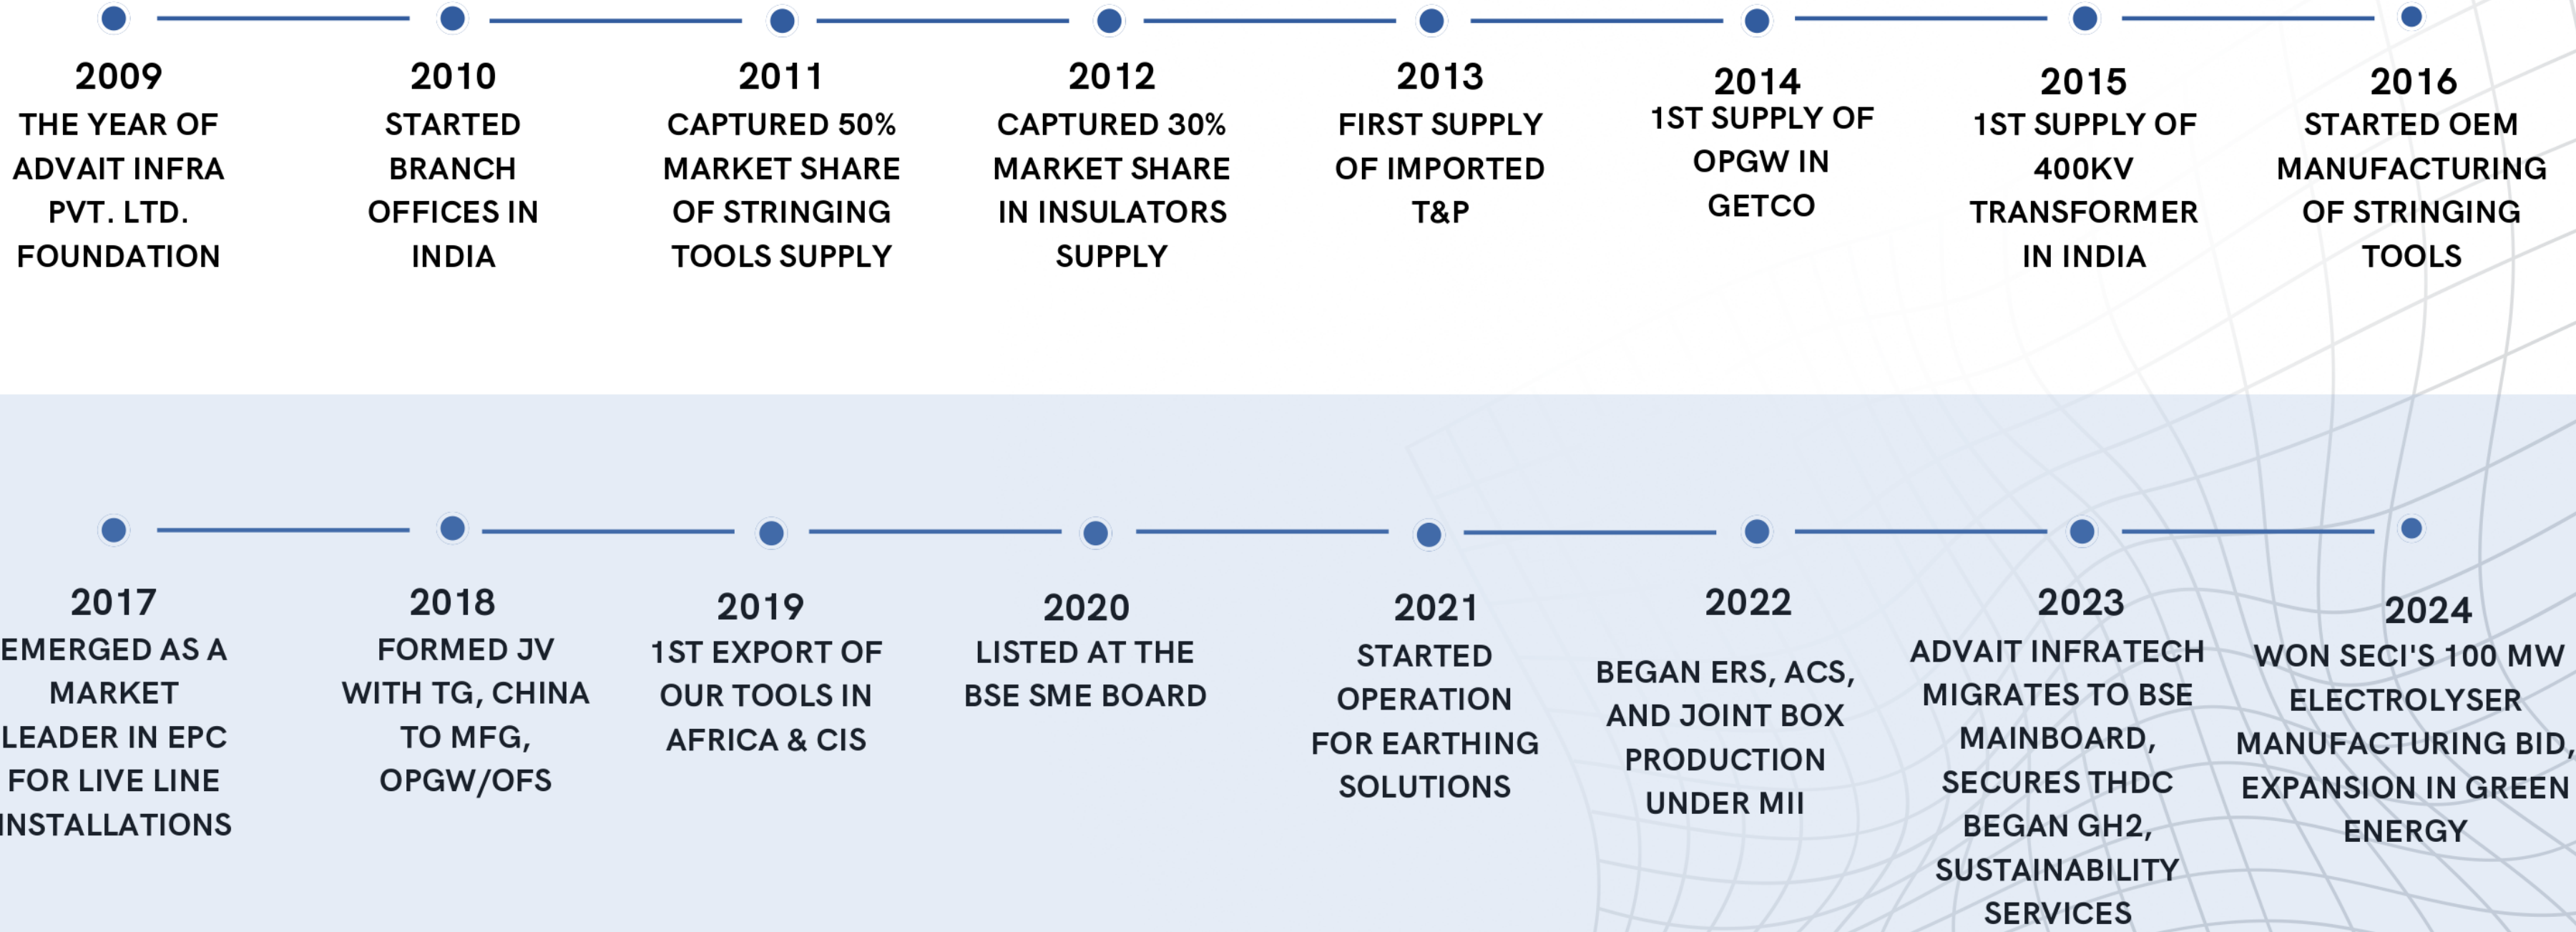 2009
THE YEAR OF
ADVAIT INFRA
PVT. LTD.
FOUNDATION
2010
STARTED
BRANCH
OFFICES IN
INDIA
2011
CAPTURED 50%
MARKET SHARE
OF STRINGING
TOOLS SUPPLY
2012
CAPTURED 30%
MARKET SHARE
IN INSULATORS
SUPPLY
2013
FIRST SUPPLY
OF IMPORTED
T&P
2014
1ST SUPPLY OF
OPGW IN
GETCO
2015
1ST SUPPLY OF
400KV
TRANSFORMER
IN INDIA
2016
STARTED OEM
MANUFACTURING
OF STRINGING
TOOLS
2017
EMERGED AS A
MARKET
LEADER IN EPC
FOR LIVE LINE
INSTALLATIONS
2018
FORMED JV
WITH TG, CHINA
TO MFG,
OPGW/OFS
2019
1ST EXPORT OF
OUR TOOLS IN
AFRICA & CIS
2020
LISTED AT THE
BSE SME BOARD
2021
STARTED
OPERATION
FOR EARTHING
SOLUTIONS
2022
BEGAN ERS, ACS,
AND JOINT BOX
PRODUCTION
UNDER MII
2023
ADVAIT INFRATECH
MIGRATES TO BSE
MAINBOARD,
SECURES THDC
BEGAN GH2,
SUSTAINABILITY
SERVICES
2024
WON SECI'S 100 MW
ELECTROLYSER
MANUFACTURING BID,
EXPANSION IN GREEN
ENERGY